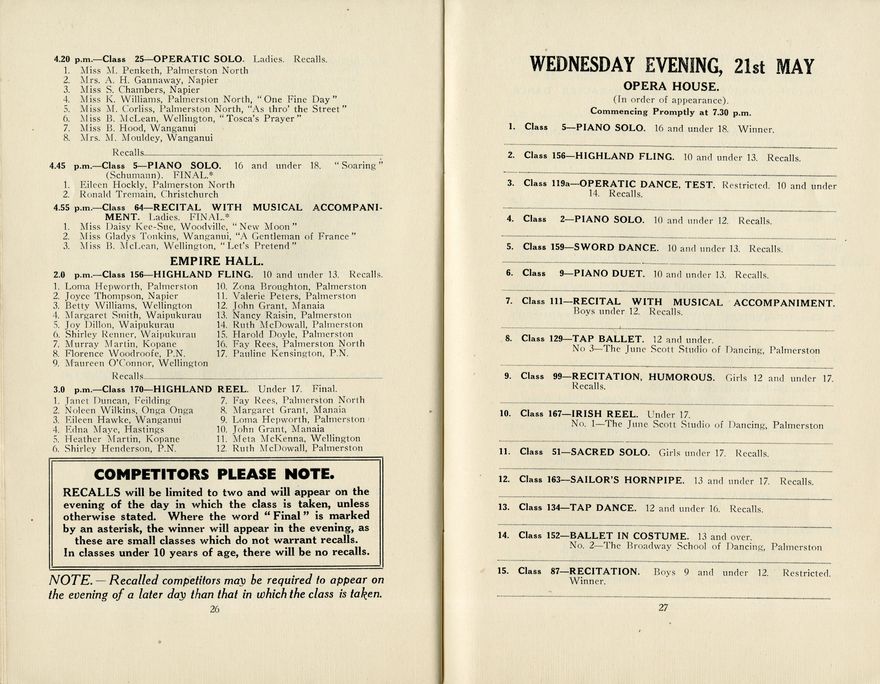 4.20 p.m.—Class 25—OPERATIC SOLO. Ladies. Recalls.
1. Miss M. Penketh, Palmerston North
2. Mrs. A. H. Gannaway, Napier
3. Miss S. Chambers, Napier
4. Miss K. Williams, Palmerston North, "One Fine Day"
5. Miss M. Corliss, Palmerston North, "As thro' the Street"
6. Miss B. McLean, Wellington, "Tosca's Prayer"
7. Miss B. Hood, Wanganui
8. Mrs. M. Mouldey, Wanganui
Recalls
4.45 p.m.—Class 5—PIANO SOLO. 16 and under 18. "Soaring"
(Schumann). FINAL.*
1. Eileen Hockly, Palmerston North
2. Ronald Tremain, Christchurch
4.55 p.m.—Class 64—RECITAL WITH MUSICAL ACCOMPANI-
MENT. Ladies. FINAL.*
1. Miss Daisy Kee-Sue, Woodville, "New Moon"
2. Miss Gladys Tonkins, Wanganui, "A Gentleman of France"
3. Miss B. McLean, Wellington, "Let's Pretend"
EMPIRE HALL.
2.0 p.m.—Class 156—HIGHLAND FLING. 10 and under 13. Recalls.
1. Loma Hepworth, Palmerston
2. Joyce Thompson, Napier
3. Betty Williams, Wellington
4. Margaret Smith, Waipukurau
5. Joy Dillon, Waipukurau
6. Shirley Renner, Waipukurau
7. Murray Martin, Kopane
8. Florence Woodroofe, P.N.
9. Maureen O'Connor, Wellington
10. Zona Broughton, Palmerston
11. Valerie Peters, Palmerston
12. John Grant, Manaia
13. Nancy Raisin, Palmerston
14. Ruth McDowall, Palmerston
15. Harold Doyle, Palmerston
16. Fay Rees, Palmerston North
17. Pauline Kensington, P.N.
Recalls
3.0 p.m.—Class 170—HIGHLAND REEL. Under 17. Final.
1. Janet Duncan, Feilding
2. Noleen Wilkins, Onga Onga
3. Eileen Hawke, Wanganui
4. Edna Maye, Hastings
5. Heather Martin, Kopane
6. Shirley Henderson, P.N.
7. Fay Rees, Palmerston North
8. Margaret Grant, Manaia
9. Loma Hepworth, Palmerston
10. John Grant, Manaia
11. Meta McKenna, Wellington
12. Ruth McDowall, Palmerston
COMPETITORS PLEASE NOTE.
RECALLS will be limited to two and will appear on the
evening of the day in which the class is taken, unless
otherwise stated. Where the word "Final" is marked
by an asterisk, the winner will appear in the evening, as
these are small classes which do not warrant recalls.
In classes under 10 years of age, there will be no recalls.
NOTE.—Recalled competitors may be required to appear on
the evening of a later day than that in which the class is taken.
26
WEDNESDAY EVENING, 21st MAY
OPERA HOUSE.
(In order of appearance).
Commencing Promptly at 7.30 p.m.
1. Class 5—PIANO SOLO. 16 and under 18. Winner.
2. Class 156—HIGHLAND FLING. 10 and under 13. Recalls.
3. Class 119a—OPERATIC DANCE, TEST. Restricted. 10 and under
14. Recalls.
4. Class 2—PIANO SOLO. 10 and under 12. Recalls.
5. Class 159—SWORD DANCE. 10 and under 13. Recalls.
6. Class 9—PIANO DUET. 10 and under 13. Recalls.
7. Class 111—RECITAL WITH MUSICAL ACCOMPANIMENT.
Boys under 12. Recalls.
8. Class 129—TAP BALLET. 12 and under.
No 3—The June Scott Studio of Dancing, Palmerston
9. Class 99—RECITATION, HUMOROUS. Girls 12 and under 17.
Recalls.
10. Class 167—IRISH REEL. Under 17.
No. 1—The June Scott Studio of Dancing, Palmerston
11. Class 51—SACRED SOLO. Girls under 17. Recalls.
12. Class 163—SAILOR'S HORNPIPE. 13 and under 17. Recalls.
13. Class 134—TAP DANCE. 12 and under 16. Recalls.
14. Class 152—BALLET IN COSTUME. 13 and over.
No. 2—The Broadway School of Dancing, Palmerston
15. Class 87—RECITATION. Boys 9 and under 12. Restricted.
Winner.
27